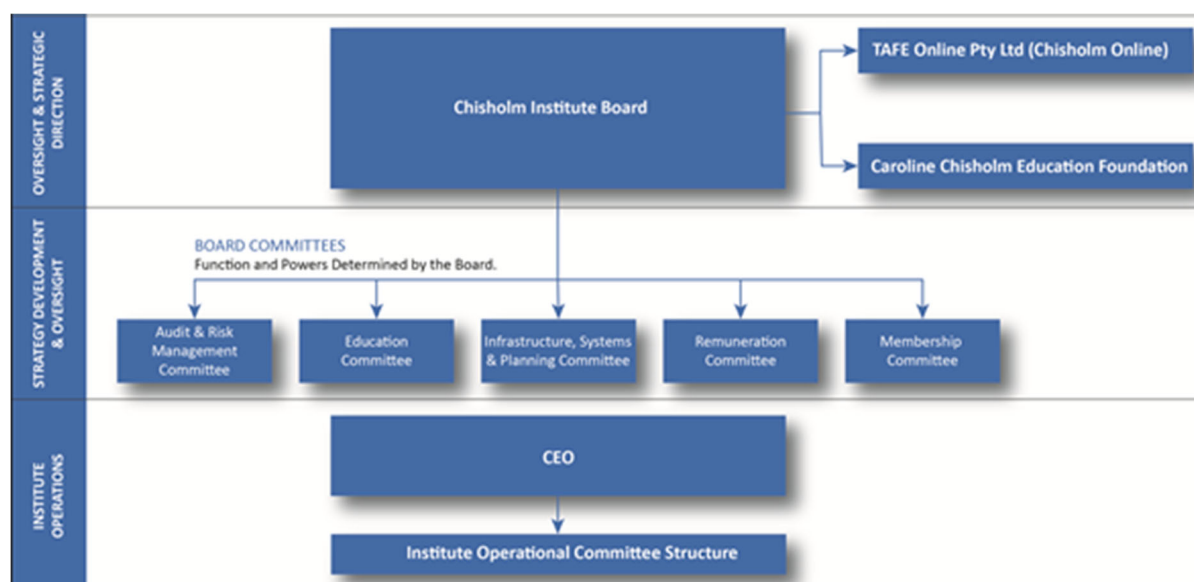 OVERSIGHT & STRATEGIC
DIRECTION
Chisholm Institute Board
TAFE Online Pty Ltd (Chisholm Online)
Caroline Chisholm Education Foundation
STRATEGY DEVELOPMENT
& OVERSIGHT
BOARD COMMITTEES
Function and Powers Determined by the Board.
Audit & Risk
Management
Committee
Education
Committee
Infrastructure, Systems
& Planning Committee
Remuneration
Committee
Membership
Committee
INSTITUTE
OPERATIONS
CEO
Institute Operational Committee Structure